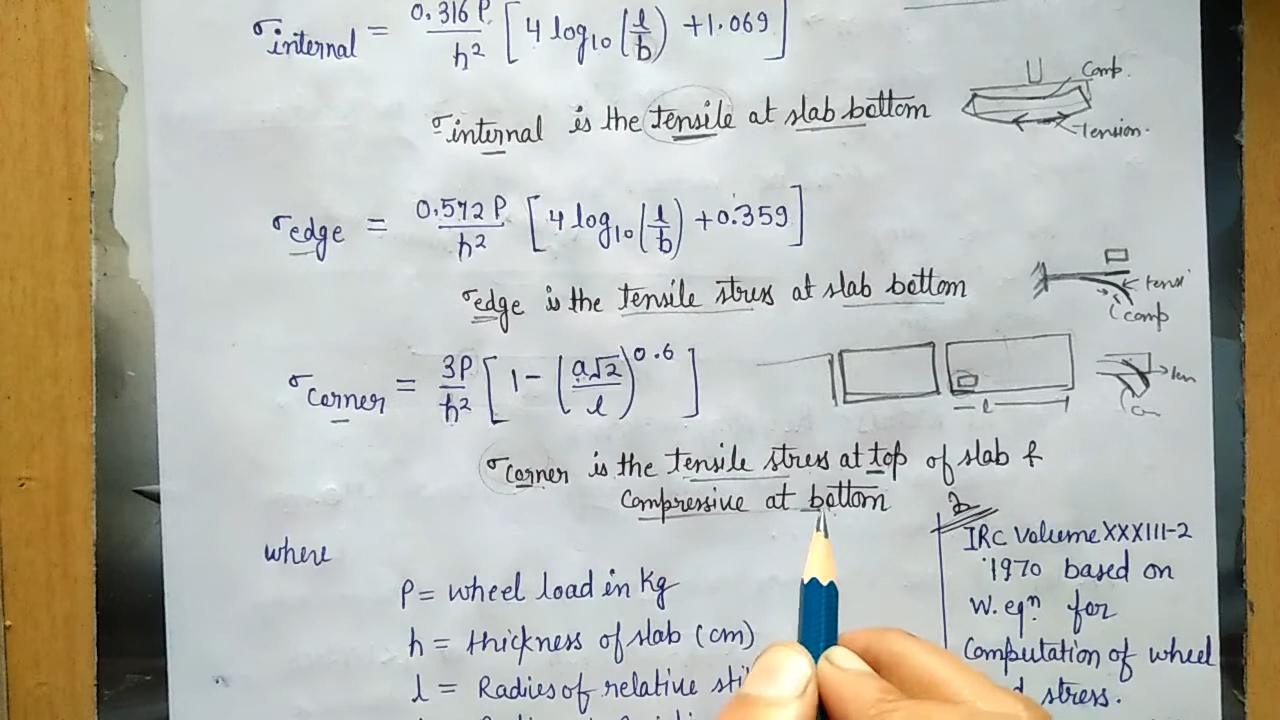 σinternal = 0.316 P / h² [ 4 log10 (l/b) + 1.069 ]
Comp.
σinternal is the tensile at slab bottom
tension.
σedge = 0.572 P / h² [ 4 log10 (l/b) + 0.359 ]
σedge is the tensile stress at slab bottom
tensi
comp
σcorner = 3P / h² [ 1 - (a√2 / l)^0.6 ]
ten
l
σcorner is the tensile stress at top of slab &
compressive at bottom
where
P = wheel load in Kg
h = thickness of slab (cm)
l = Radies of relative sti
IRC Volume XXXIII-2
1970 based on
W. eqn for
Computation of wheel
stress.